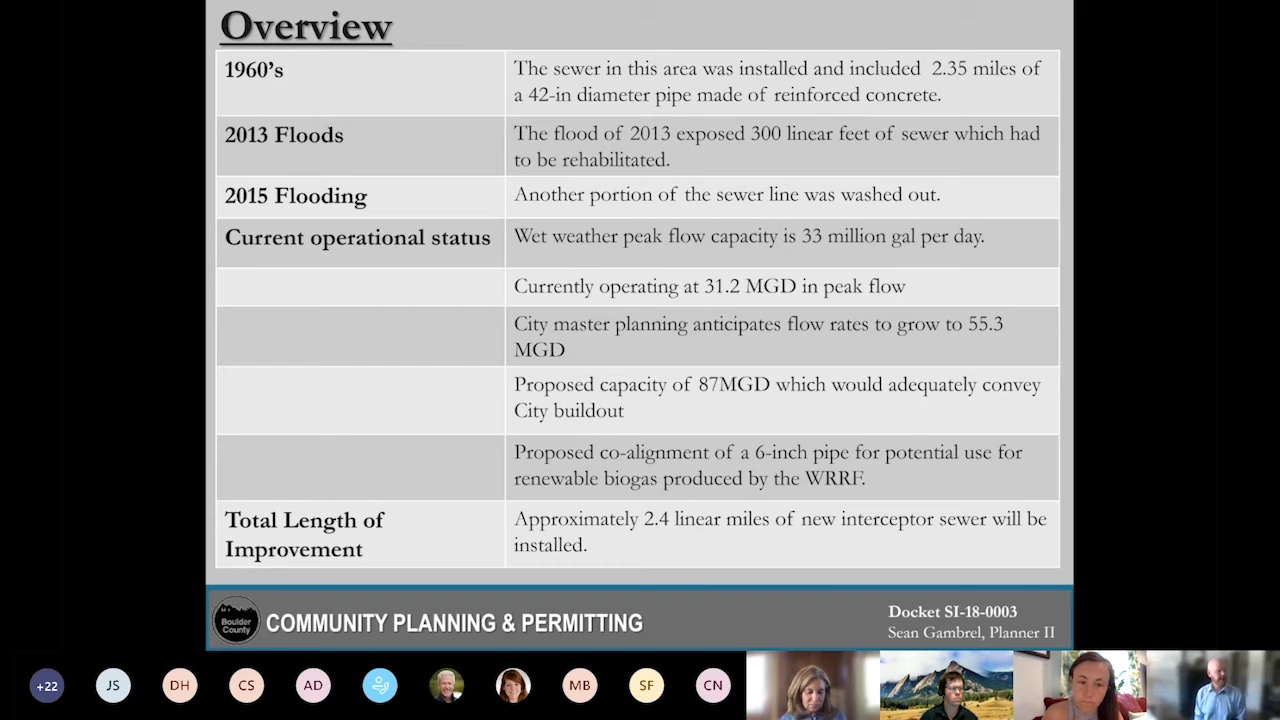 Overview
1960's
The sewer in this area was installed and included 2.35 miles of
a 42-in diameter pipe made of reinforced concrete.
2013 Floods
The flood of 2013 exposed 300 linear feet of sewer which had
to be rehabilitated.
2015 Flooding
Another portion of the sewer line was washed out.
Current operational status
Wet weather peak flow capacity is 33 million gal per day.
Currently operating at 31.2 MGD in peak flow
City master planning anticipates flow rates to grow to 55.3
MGD
Proposed capacity of 87MGD which would adequately convey
City buildout
Proposed co-alignment of a 6-inch pipe for potential use for
renewable biogas produced by the WRRF.
Total Length of
Improvement
Approximately 2.4 linear miles of new interceptor sewer will be
installed.
Boulder
County
COMMUNITY PLANNING & PERMITTING
Docket SI-18-0003
Sean Gambrel, Planner II
+22
JS
DH
CS
AD
MB
SF
CN